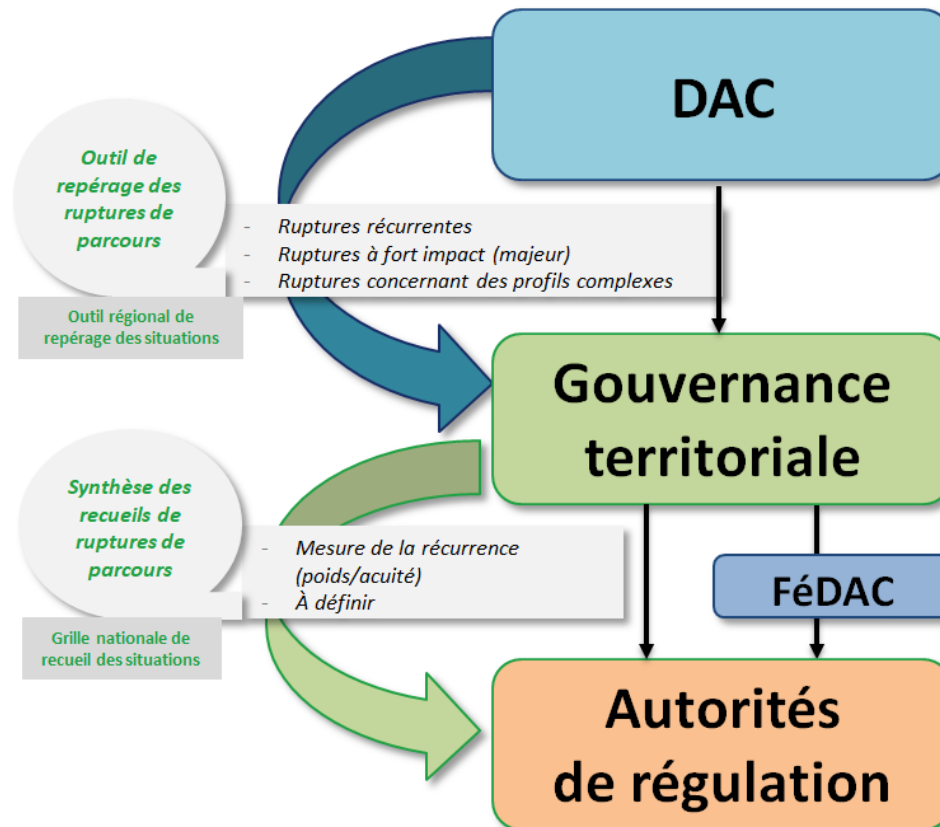 DAC
Outil de
repérage des
ruptures de
parcours
- Ruptures récurrentes
- Ruptures à fort impact (majeur)
- Ruptures concernant des profils complexes
Outil régional de
repérage des situations
Gouvernance
territoriale
Synthèse des
recueils de
ruptures de
parcours
- Mesure de la récurrence
(poids/acuité)
- À définir
FéDAC
Grille nationale de
recueil des situations
Autorités
de régulation